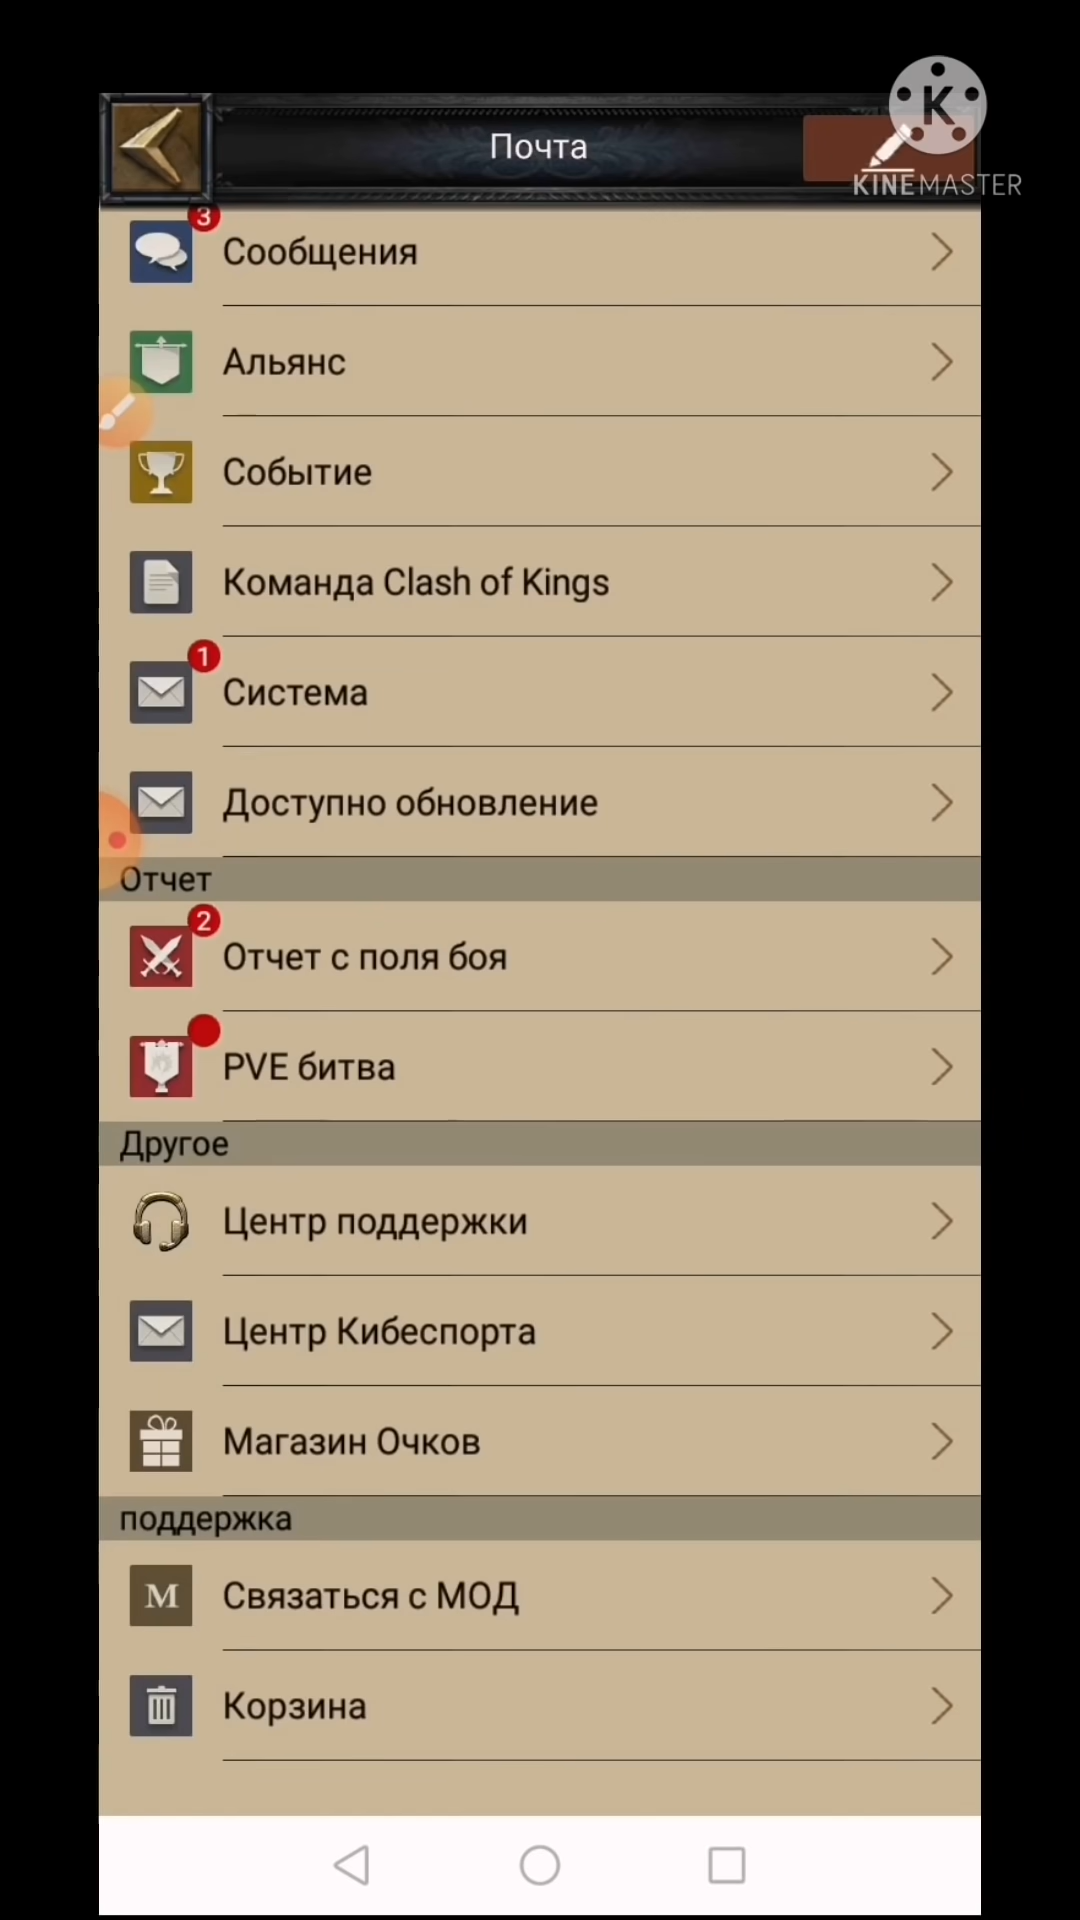 Почта
K
KINEMASTER
3
Сообщения
Альянс
Событие
Команда Clash of Kings
1
Система
Доступно обновление
Отчет
2
Отчет с поля боя
PVE битва
Другое
Центр поддержки
Центр Кибеспорта
Магазин Очков
поддержка
M
Связаться с МОД
Корзина